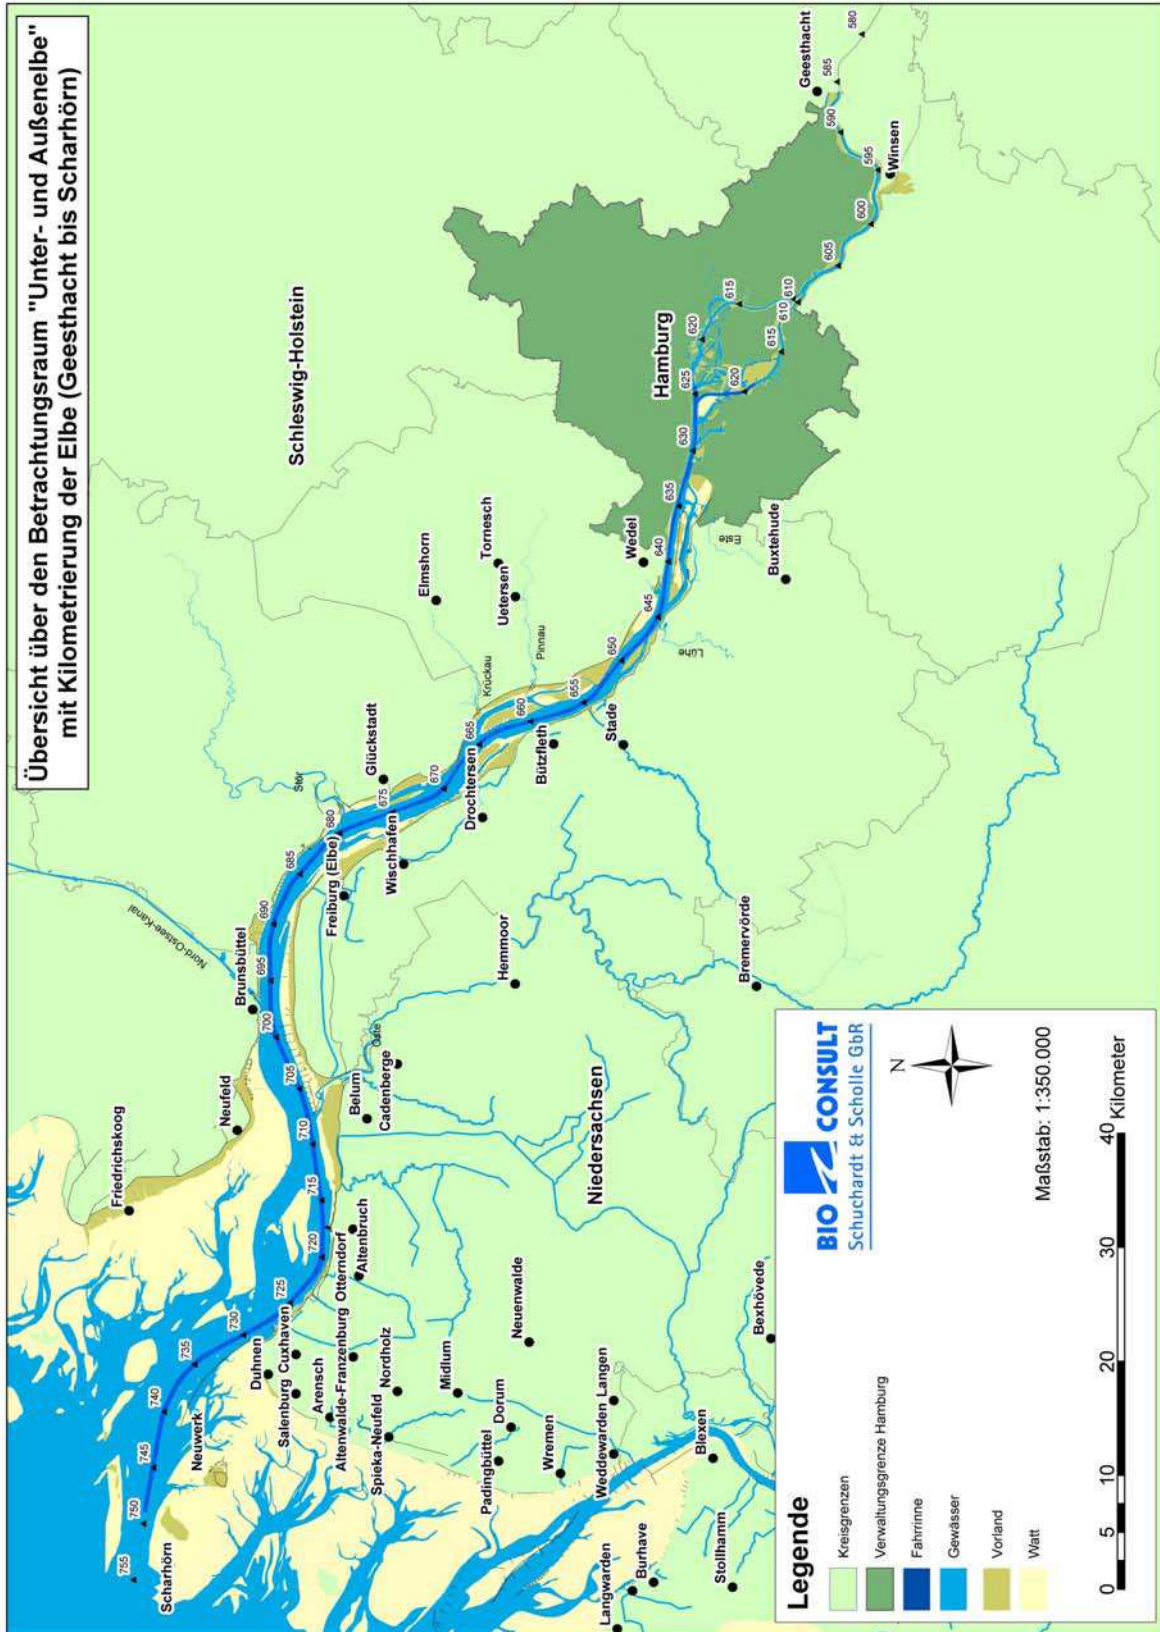 Übersicht über den Betrachtungsraum "Unter- und Außenelbe"
mit Kilometrierung der Elbe (Geesthacht bis Scharhörn)
Schleswig-Holstein
Friedrichskoog
Neufeld
Brunsbüttel
Nord-Ostsee-Kanal
Stör
Glückstadt
Elmshorn
Tornesch
Uetersen
Krückau
Pinnau
Wedel
Hamburg
Geesthacht
Winsen
755
750
745
740
735
730
725
720
715
710
705
700
695
690
685
680
675
670
665
660
655
650
645
640
635
630
625
620
615
610
620
615
610
605
600
595
590
585
580
Scharhörn
Neuwerk
Duhnen
Cuxhaven
Salenburg
Arensch
Altenwalde-Franzenburg
Otterndorf
Altenbruch
Spieka-Neufeld
Nordholz
Midlum
Belum
Cadenberge
Oste
Freiburg (Elbe)
Wischhafen
Drochtersen
Bützfleth
Stade
Lühe
Este
Buxtehude
Hemmoor
Bremervörde
Niedersachsen
Padingbüttel
Dorum
Neuenwalde
Wremen
Weddewarden
Langen
Langwarden
Burhave
Blexen
Stollhamm
Bexhövede
Legende
Kreisgrenzen
Verwaltungsgrenze Hamburg
Fahrrinne
Gewässer
Vorland
Watt
BIO CONSULT
Schuchardt & Scholle GbR
N
Maßstab: 1:350.000
0
5
10
20
30
40
Kilometer